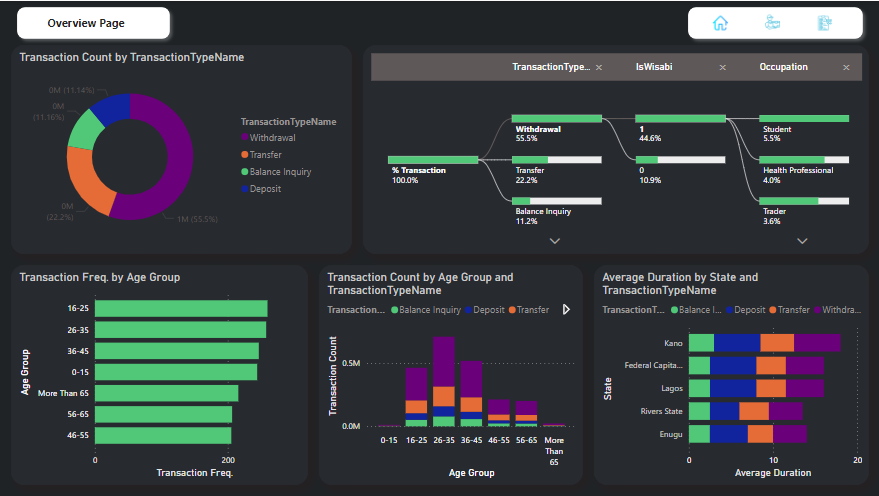 Overview Page
Transaction Count by TransactionTypeName
0M (11.14%)
0M
(11.16%)
0M
(22.2%)
1M (55.5%)
TransactionTypeName
Withdrawal
Transfer
Balance Inquiry
Deposit
TransactionType...
IsWisabi
Occupation
% Transaction
100.0%
Withdrawal
55.5%
Transfer
22.2%
Balance Inquiry
11.2%
1
44.6%
0
10.9%
Student
5.5%
Health Professional
4.0%
Trader
3.6%
Transaction Freq. by Age Group
Age Group
16-25
26-35
36-45
0-15
More Than 65
56-65
46-55
0
200
Transaction Freq.
Transaction Count by Age Group and
TransactionTypeName
Transaction...
Balance Inquiry
Deposit
Transfer
Transaction Count
0.5M
0.0M
0-15
16-25
26-35
36-45
46-55
56-65
More
Than
65
Age Group
Average Duration by State and
TransactionTypeName
TransactionT...
Balance I...
Deposit
Transfer
Withdra...
State
Kano
Federal Capita...
Lagos
Rivers State
Enugu
0
10
20
Average Duration